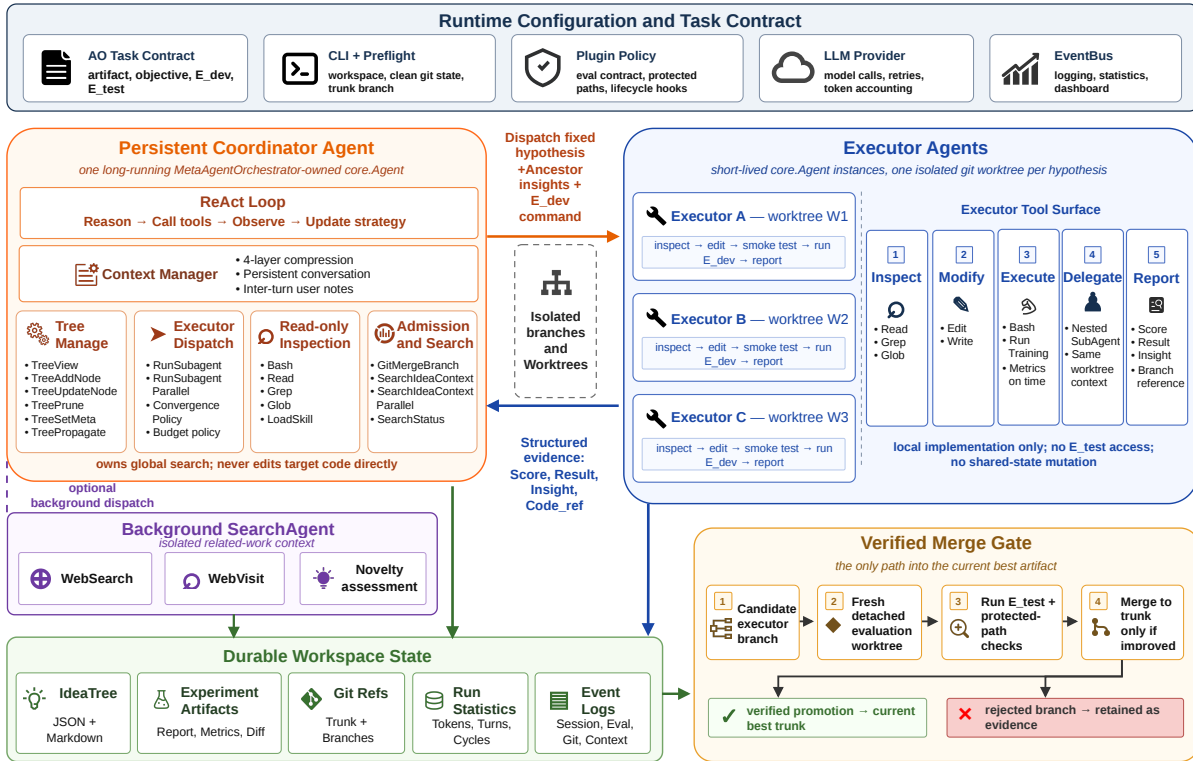 Runtime Configuration and Task Contract
AO Task Contract
artifact, objective, E_dev,
E_test
CLI + Preflight
workspace, clean git state,
trunk branch
Plugin Policy
eval contract, protected
paths, lifecycle hooks
LLM Provider
model calls, retries,
token accounting
EventBus
logging, statistics,
dashboard
Persistent Coordinator Agent
one long-running MetaAgentOrchestrator-owned core.Agent
ReAct Loop
Reason → Call tools → Observe → Update strategy
Context Manager
• 4-layer compression
• Persistent conversation
• Inter-turn user notes
Tree
Manage
• TreeView
• TreeAddNode
• TreeUpdateNode
• TreePrune
• TreeSetMeta
• TreePropagate
Executor
Dispatch
• RunSubagent
• RunSubagent
Parallel
• Convergence
Policy
• Budget policy
Read-only
Inspection
• Bash
• Read
• Grep
• Glob
• LoadSkill
Admission
and Search
• GitMergeBranch
• SearchIdeaContext
• SearchIdeaContext
Parallel
• SearchStatus
owns global search; never edits target code directly
Dispatch fixed
hypothesis
+Ancestor
insights +
E_dev
command
Isolated
branches
and
Worktrees
Structured
evidence:
Score, Result,
Insight,
Code_ref
Executor Agents
short-lived core.Agent instances, one isolated git worktree per hypothesis
Executor A — worktree W1
inspect → edit → smoke test → run
E_dev → report
Executor B — worktree W2
inspect → edit → smoke test → run
E_dev → report
Executor C — worktree W3
inspect → edit → smoke test → run
E_dev → report
Executor Tool Surface
1
Inspect
• Read
• Grep
• Glob
2
Modify
• Edit
• Write
3
Execute
• Bash
• Run
Training
• Metrics
on time
4
Delegate
• Nested
SubAgent
• Same
worktree
context
5
Report
• Score
• Result
• Insight
• Branch
reference
local implementation only; no E_test access;
no shared-state mutation
optional
background dispatch
Background SearchAgent
isolated related-work context
WebSearch
WebVisit
Novelty
assessment
Durable Workspace State
IdeaTree
JSON +
Markdown
Experiment
Artifacts
Report, Metrics, Diff
Git Refs
Trunk +
Branches
Run
Statistics
Tokens, Turns,
Cycles
Event
Logs
Session, Eval,
Git, Context
Verified Merge Gate
the only path into the current best artifact
1
Candidate
executor
branch
2
Fresh
detached
evaluation
worktree
3
Run E_test +
protected-
path
checks
4
Merge to
trunk
only if
improved
verified promotion → current
best trunk
rejected branch → retained as
evidence